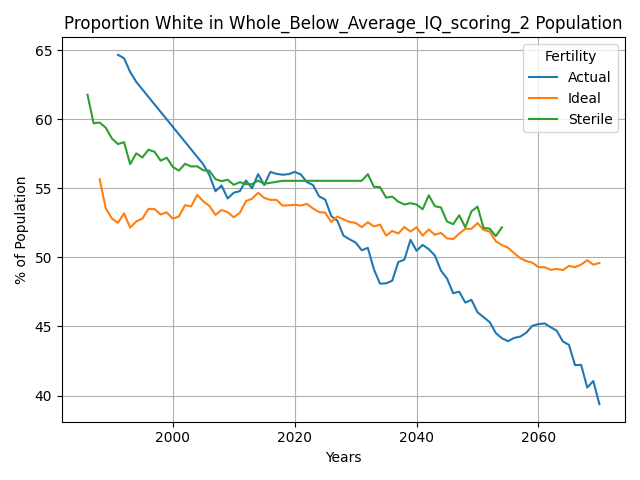 Proportion White in Whole_Below_Average_IQ_scoring_2 Population
Fertility
Actual
Ideal
Sterile
65
60
55
50
45
40
% of Population
2000
2020
2040
2060
Years